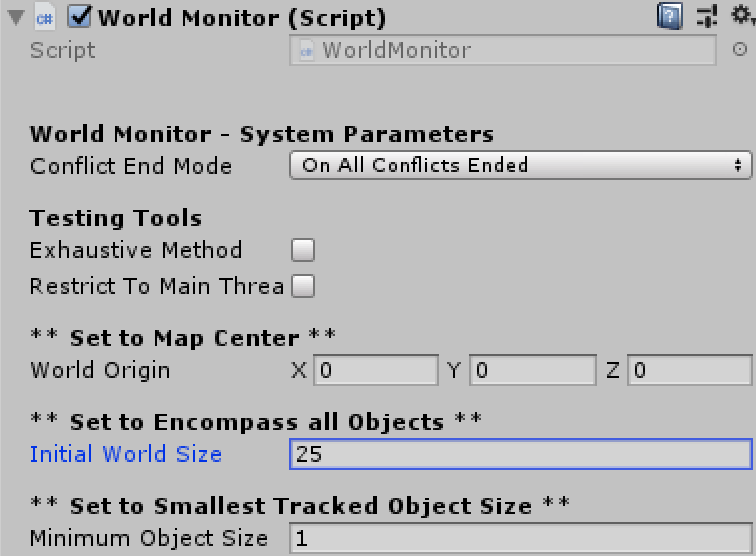 World Monitor (Script)
Script WorldMonitor
World Monitor - System Parameters
Conflict End Mode On All Conflicts Ended
Testing Tools
Exhaustive Method
Restrict To Main Threa
** Set to Map Center **
World Origin X 0 Y 0 Z 0
** Set to Encompass all Objects **
Initial World Size 25
** Set to Smallest Tracked Object Size **
Minimum Object Size 1